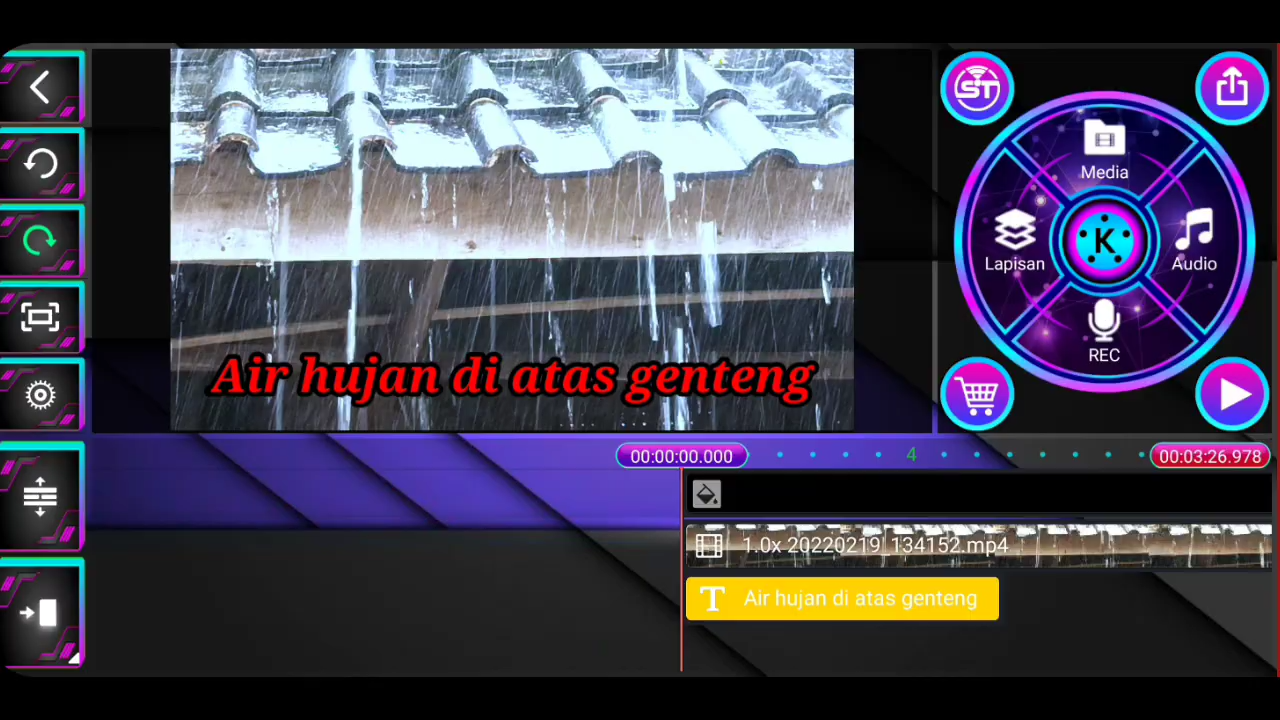 ST
Media
Lapisan
K
Audio
REC
Air hujan di atas genteng
00:00:00.000
4
00:03:26.978
1.0x 20220219_134152.mp4
T Air hujan di atas genteng